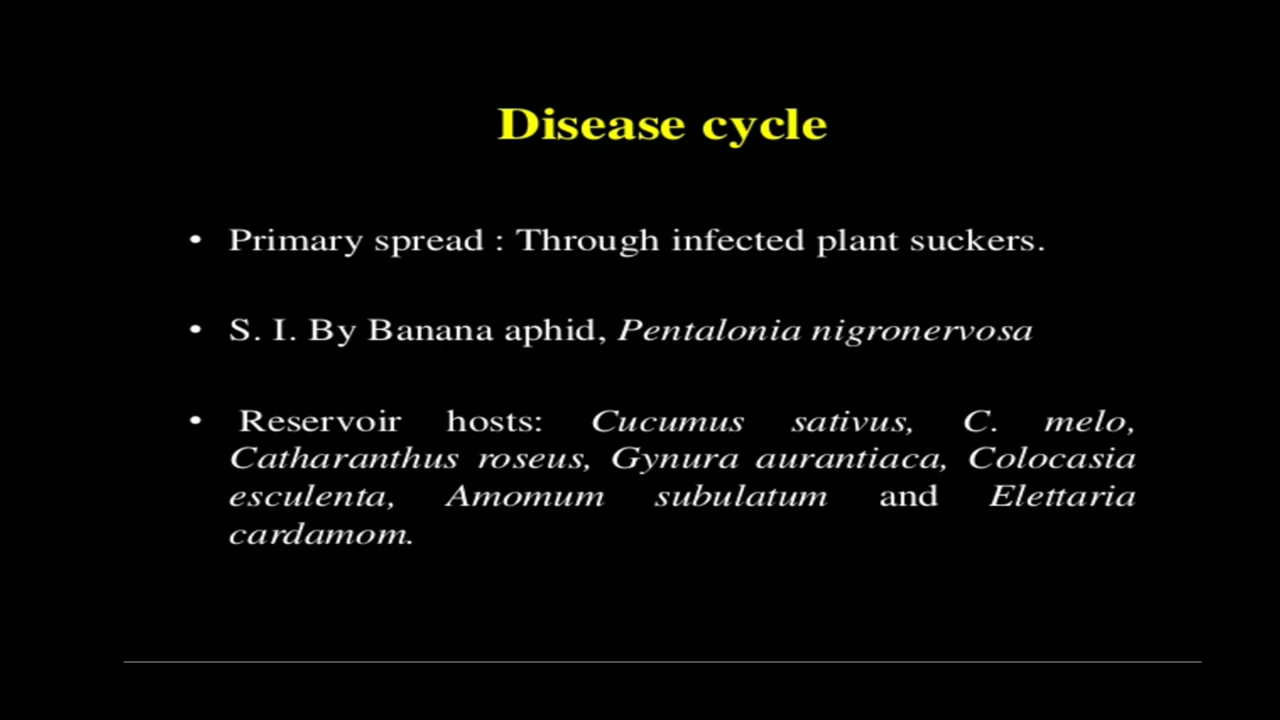 Disease cycle
• Primary spread : Through infected plant suckers.
• S. I. By Banana aphid, Pentalonia nigronervosa
• Reservoir hosts: Cucumus sativus, C. melo,
Catharanthus roseus, Gynura aurantiaca, Colocasia
esculenta, Amomum subulatum and Elettaria
cardamom.